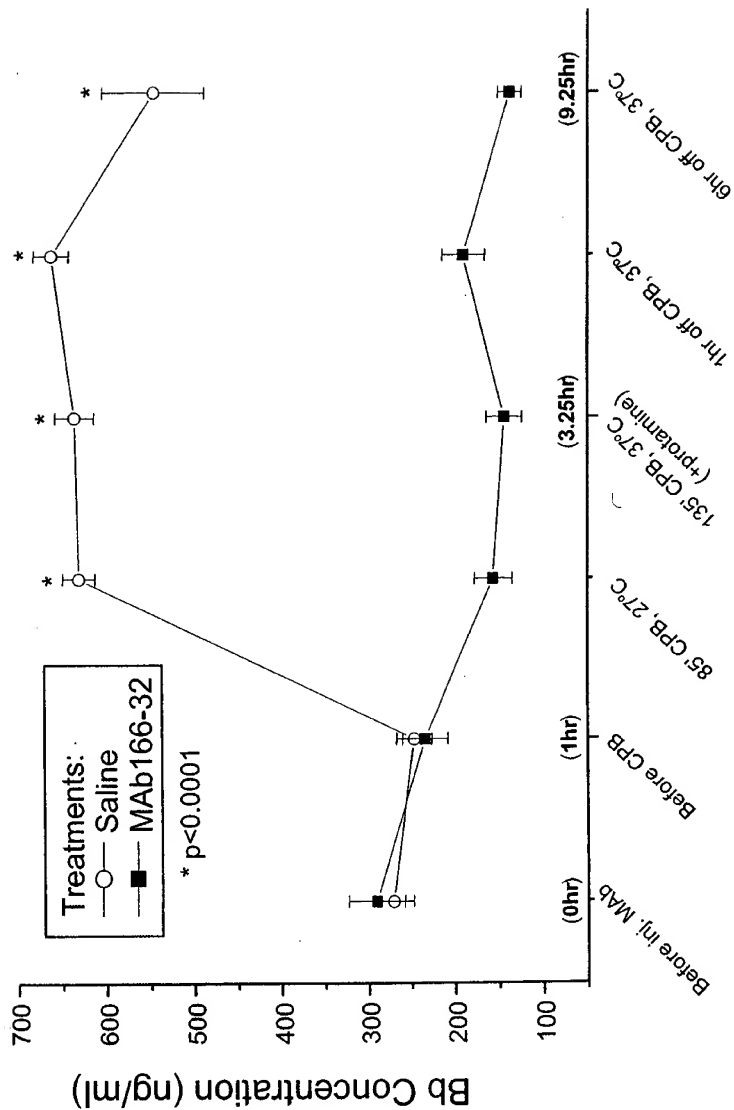 Bb Concentration (ng/ml)
700
600
500
400
300
200
100
Treatments:
Saline
MAb166-32
* p<0.0001
*
*
*
*
(0hr)
(1hr)
(3.25hr)
(9.25hr)
Before inj. MAb
Before CPB
85' CPB, 27°C
135' CPB, 37°C
(+protamine)
1hr off CPB, 37°C
6hr off CPB, 37°C